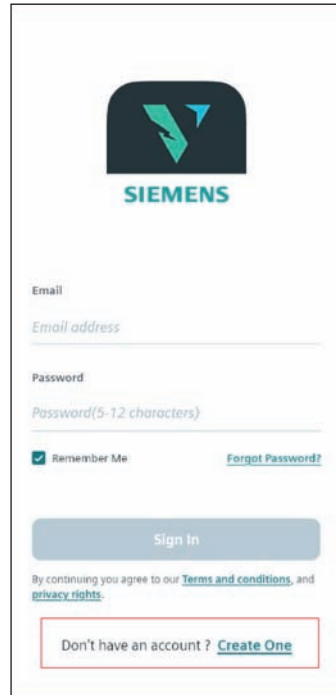 SIEMENS
Email
Email address
Password
Password(5-12 characters)
Remember Me
Forgot Password?
Sign In
By continuing you agree to our Terms and conditions, and
privacy rights.
Don't have an account ? Create One